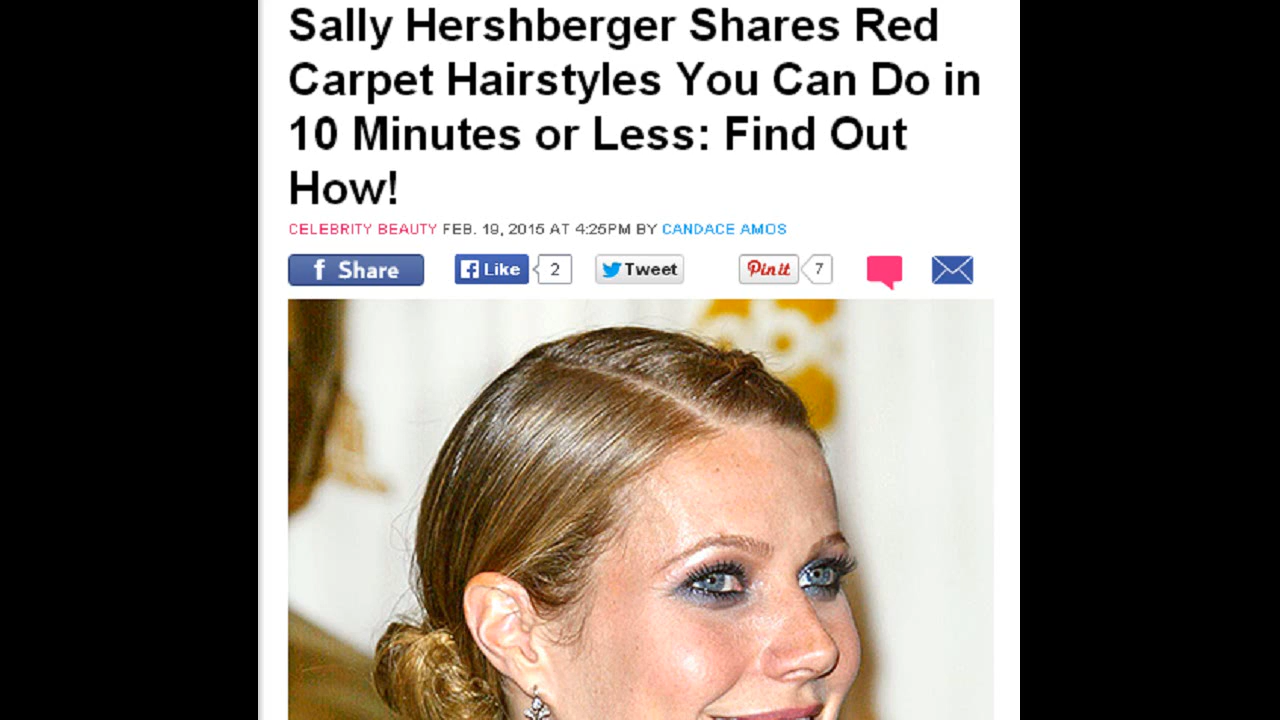 Sally Hershberger Shares Red
Carpet Hairstyles You Can Do in
10 Minutes or Less: Find Out
How!
CELEBRITY BEAUTY FEB. 19, 2015 AT 4:25PM BY CANDACE AMOS
f Share Like 2 Tweet Pin it 7